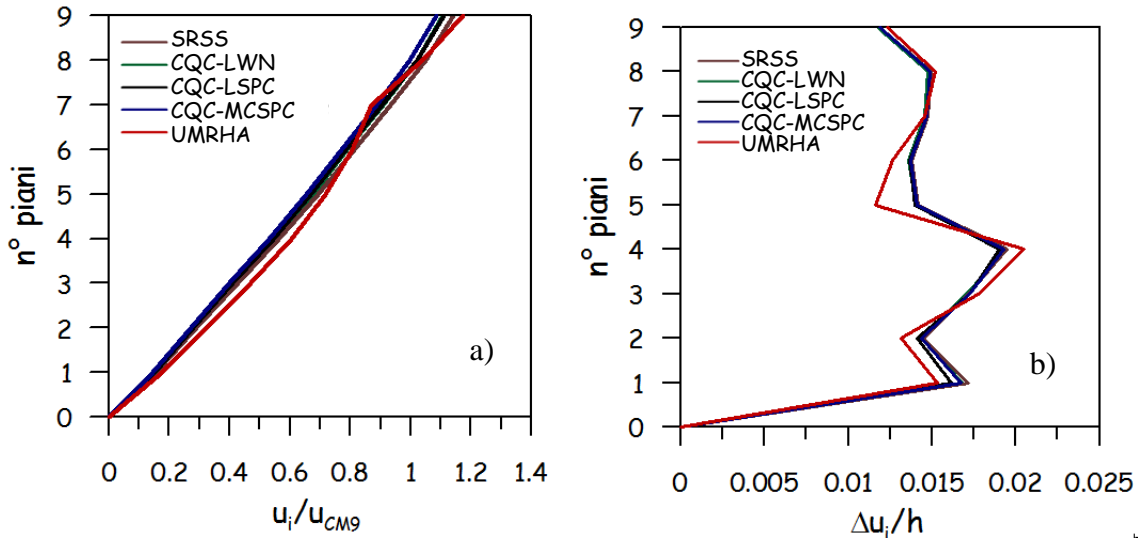 9
8
7
6
5
4
3
2
1
0
n° piani
SRSS
CQC-LWN
CQC-LSPC
CQC-MCSPC
UMRHA
a)
0 0.2 0.4 0.6 0.8 1 1.2 1.4
u_i/u_CM9
9
8
7
6
5
4
3
2
1
0
n° piani
SRSS
CQC-LWN
CQC-LSPC
CQC-MCSPC
UMRHA
b)
0 0.005 0.01 0.015 0.02 0.025
Δu_i/h